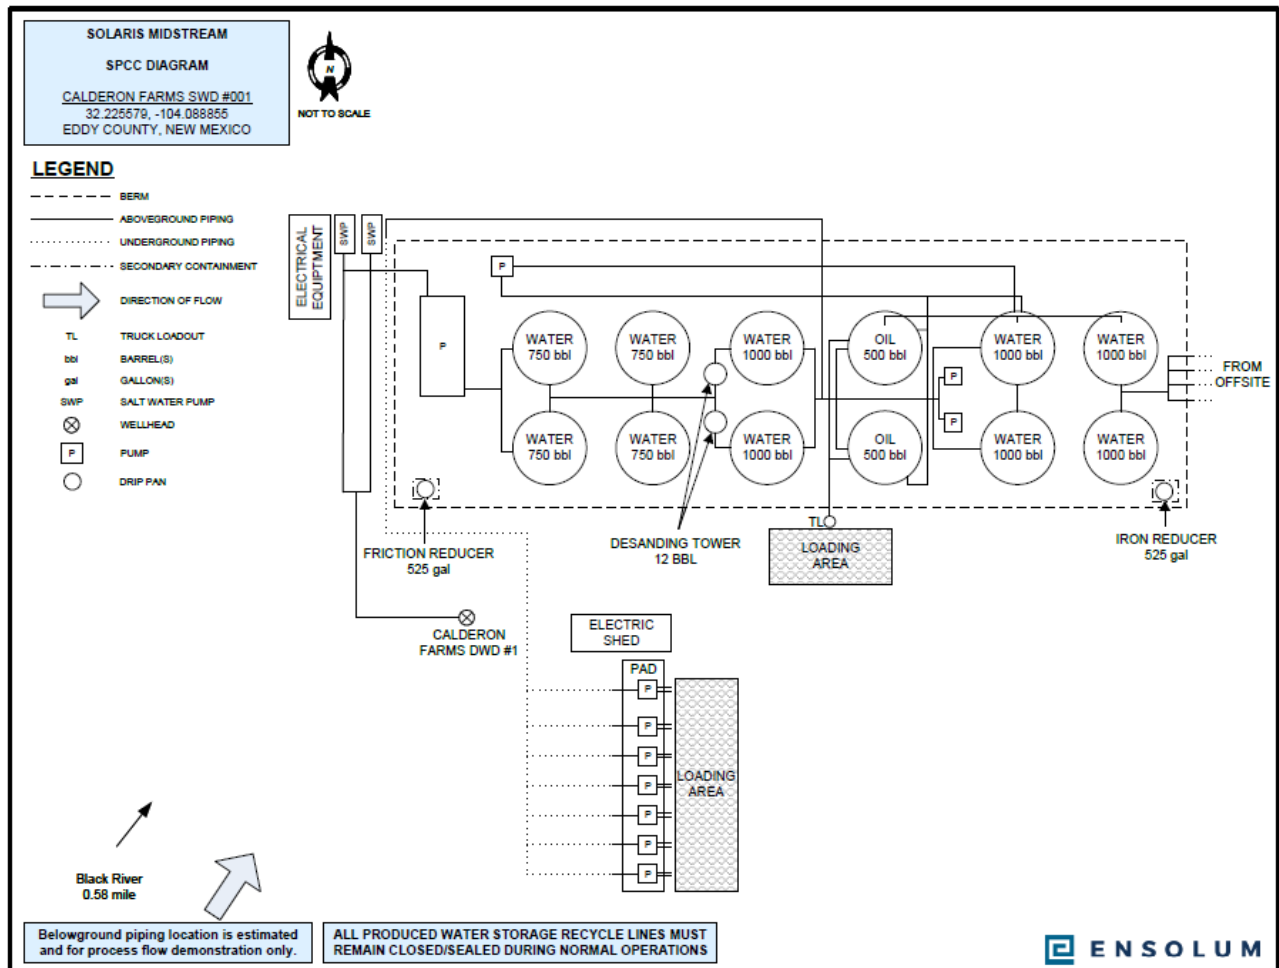 SOLARIS MIDSTREAM
SPCC DIAGRAM
CALDERON FARMS SWD #001
32.225579, -104.088855
EDDY COUNTY, NEW MEXICO
N
NOT TO SCALE
LEGEND
BERM
ABOVEGROUND PIPING
UNDERGROUND PIPING
SECONDARY CONTAINMENT
DIRECTION OF FLOW
TL TRUCK LOADOUT
bbl BARREL(S)
gal GALLON(S)
SWP SALT WATER PUMP
WELLHEAD
P PUMP
DRIP PAN
ELECTRICAL
EQUIPTMENT
SWP
SWP
P
P
WATER
750 bbl
WATER
750 bbl
WATER
1000 bbl
OIL
500 bbl
WATER
1000 bbl
WATER
1000 bbl
FROM
OFFSITE
P
P
WATER
750 bbl
WATER
750 bbl
WATER
1000 bbl
OIL
500 bbl
WATER
1000 bbl
WATER
1000 bbl
FRICTION REDUCER
525 gal
DESANDING TOWER
12 BBL
TL
LOADING
AREA
IRON REDUCER
525 gal
CALDERON
FARMS DWD #1
ELECTRIC
SHED
PAD
P
P
P
P
P
P
P
LOADING
AREA
Black River
0.58 mile
Belowground piping location is estimated
and for process flow demonstration only.
ALL PRODUCED WATER STORAGE RECYCLE LINES MUST
REMAIN CLOSED/SEALED DURING NORMAL OPERATIONS
ENSOLUM